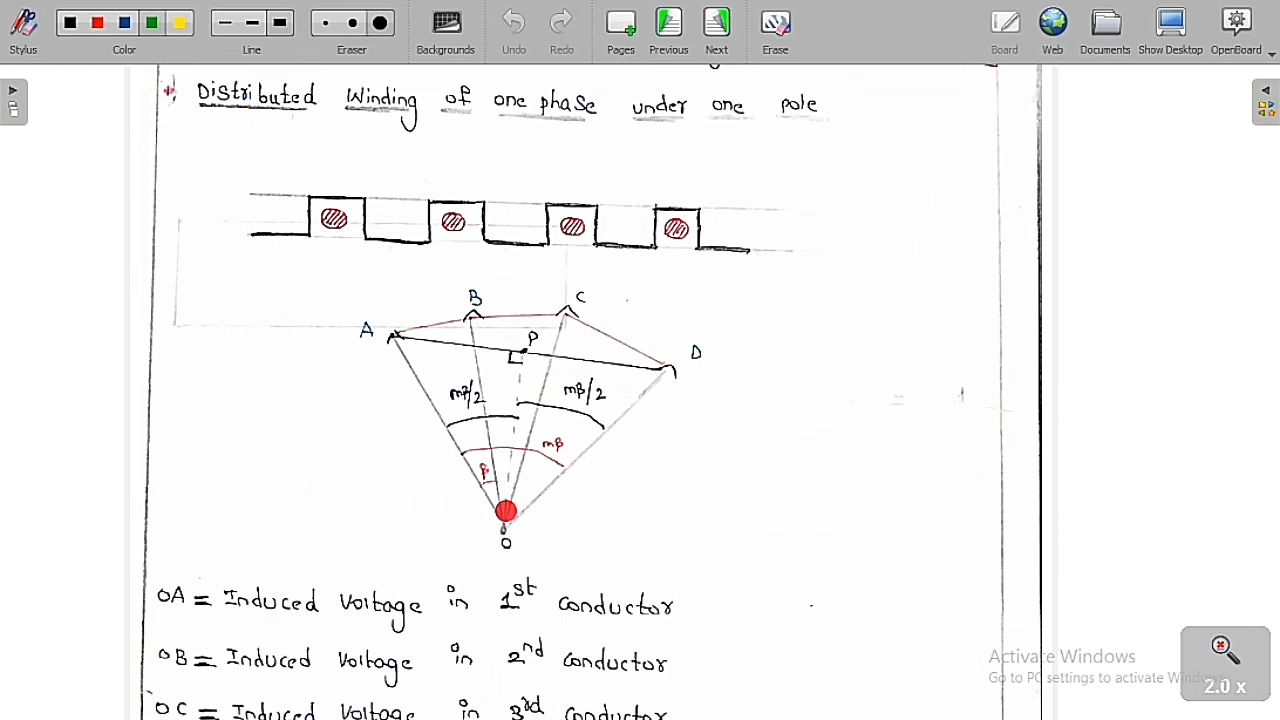 Stylus
Color
Line
Eraser
Backgrounds
Undo
Redo
Pages
Previous
Next
Erase
Board
Web
Documents
Show Desktop
OpenBoard
Distributed Winding of one phase under one pole
A
B
C
D
P
mβ/2
mβ/2
mβ
β
O
OA = Induced Voltage in 1st conductor
OB = Induced Voltage in 2nd conductor
OC = Induced Voltage in 3rd conductor
Activate Windows
Go to PC settings to activate Windows.
2.0 x